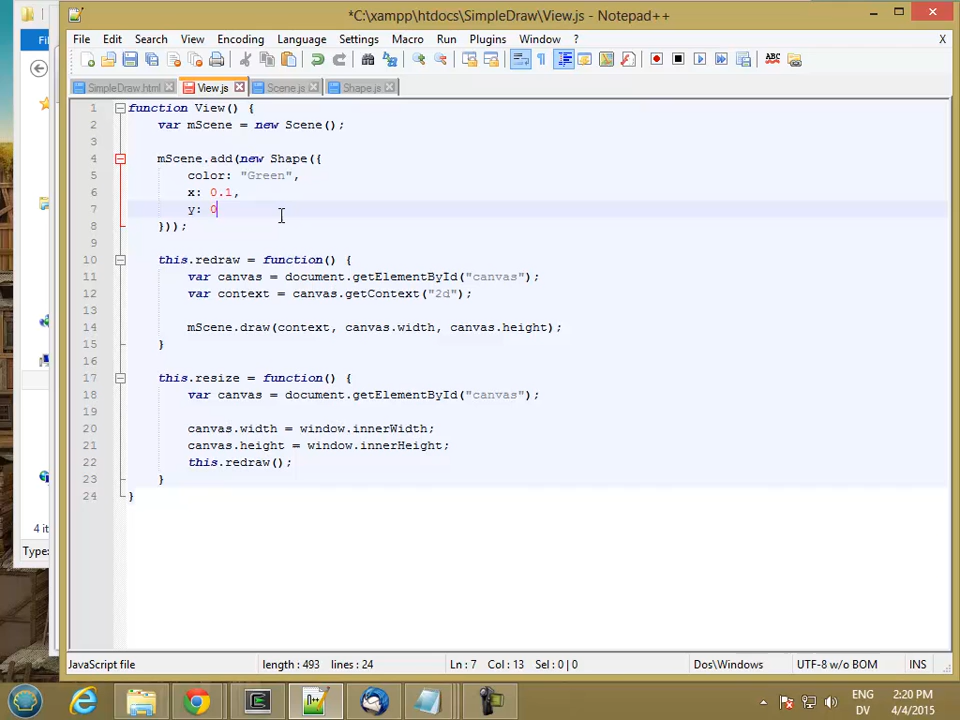 *C:\xampp\htdocs\SimpleDraw\View.js - Notepad++
File Edit Search View Encoding Language Settings Macro Run Plugins Window ? X
SimpleDraw.html View.js Scene.js Shape.js
1 function View() {
2 var mScene = new Scene();
3
4 mScene.add(new Shape({
5 color: "Green",
6 x: 0.1,
7 y: 0
8 }));
9
10 this.redraw = function() {
11 var canvas = document.getElementById("canvas");
12 var context = canvas.getContext("2d");
13
14 mScene.draw(context, canvas.width, canvas.height);
15 }
16
17 this.resize = function() {
18 var canvas = document.getElementById("canvas");
19
20 canvas.width = window.innerWidth;
21 canvas.height = window.innerHeight;
22 this.redraw();
23 }
24 }
Fi
4 it
Type:
JavaScript file length : 493 lines : 24 Ln : 7 Col : 13 Sel : 0 | 0 Dos\Windows UTF-8 w/o BOM INS
ENG 2:20 PM
DV 4/4/2015